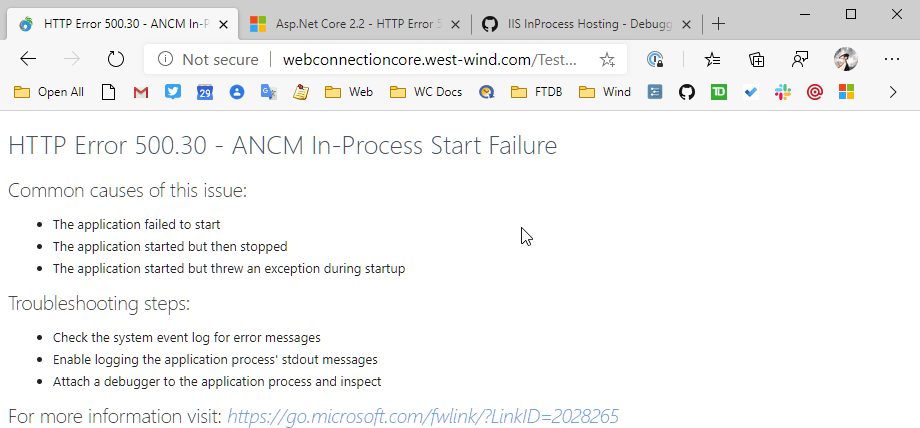 HTTP Error 500.30 - ANCM In-P
Asp.Net Core 2.2 - HTTP Error 5
IIS InProcess Hosting - Debugg
Not secure | webconnectioncore.west-wind.com/Test...
Open All
29
Web
WC Docs
FTDB
Wind
TD
HTTP Error 500.30 - ANCM In-Process Start Failure
Common causes of this issue:
• The application failed to start
• The application started but then stopped
• The application started but threw an exception during startup
Troubleshooting steps:
• Check the system event log for error messages
• Enable logging the application process' stdout messages
• Attach a debugger to the application process and inspect
For more information visit: https://go.microsoft.com/fwlink/?LinkID=2028265